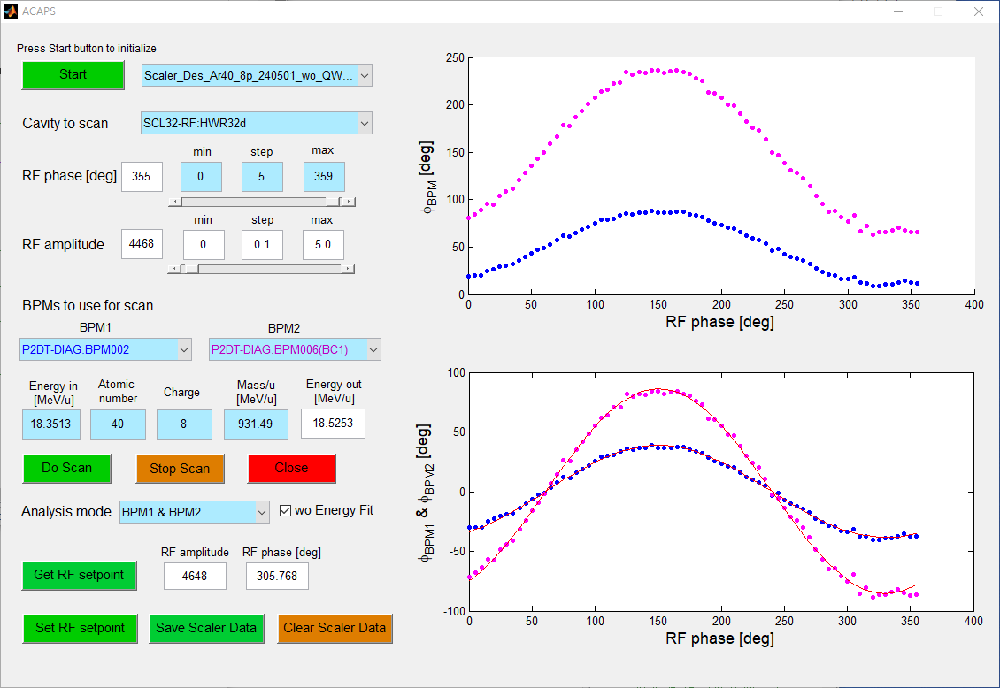 ACAPS
Press Start button to initialize
Start
Scaler_Des_Ar40_8p_240501_wo_QW...
Cavity to scan
SCL32-RF:HWR32d
min step max
RF phase [deg] 355 0 5 359
min step max
RF amplitude 4468 0 0.1 5.0
BPMs to use for scan
BPM1 BPM2
P2DT-DIAG:BPM002 P2DT-DIAG:BPM006(BC1)
Energy in Atomic Charge Mass/u Energy out
[MeV/u] number [MeV/u] [MeV/u]
18.3513 40 8 931.49 18.5253
Do Scan Stop Scan Close
Analysis mode BPM1 & BPM2 wo Energy Fit
RF amplitude RF phase [deg]
Get RF setpoint 4648 305.768
Set RF setpoint Save Scaler Data Clear Scaler Data
250
200
150
100
50
0
ϕBPM [deg]
0 50 100 150 200 250 300 350 400
RF phase [deg]
100
50
0
-50
-100
ϕBPM1 & ϕBPM2 [deg]
0 50 100 150 200 250 300 350 400
RF phase [deg]